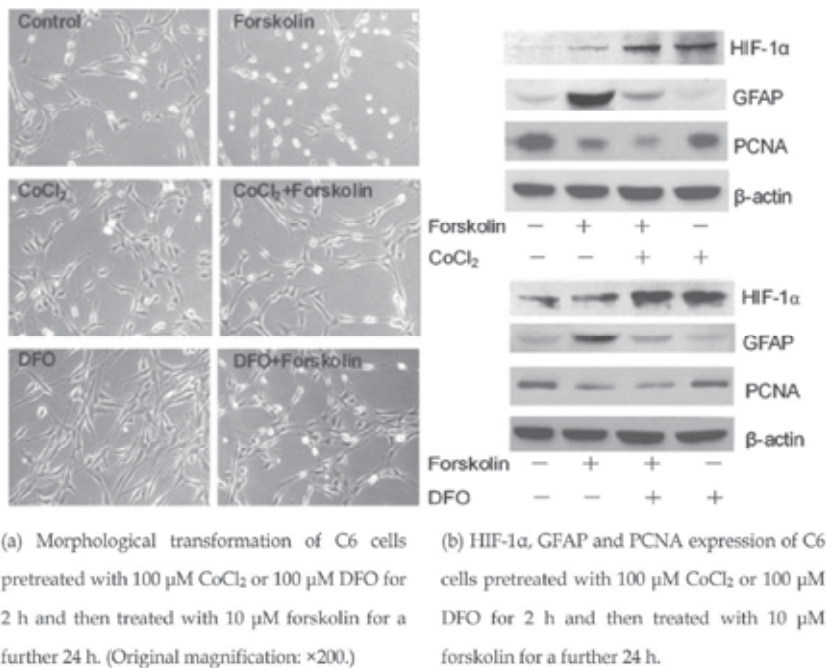 Control
Forskolin
CoCl₂
CoCl₂+Forskolin
DFO
DFO+Forskolin
HIF-1α
GFAP
PCNA
β-actin
Forskolin − + + −
CoCl₂ − − + +
HIF-1α
GFAP
PCNA
β-actin
Forskolin − + + −
DFO − − + +
(a) Morphological transformation of C6 cells
pretreated with 100 μM CoCl₂ or 100 μM DFO for
2 h and then treated with 10 μM forskolin for a
further 24 h. (Original magnification: ×200.)
(b) HIF-1α, GFAP and PCNA expression of C6
cells pretreated with 100 μM CoCl₂ or 100 μM
DFO for 2 h and then treated with 10 μM
forskolin for a further 24 h.